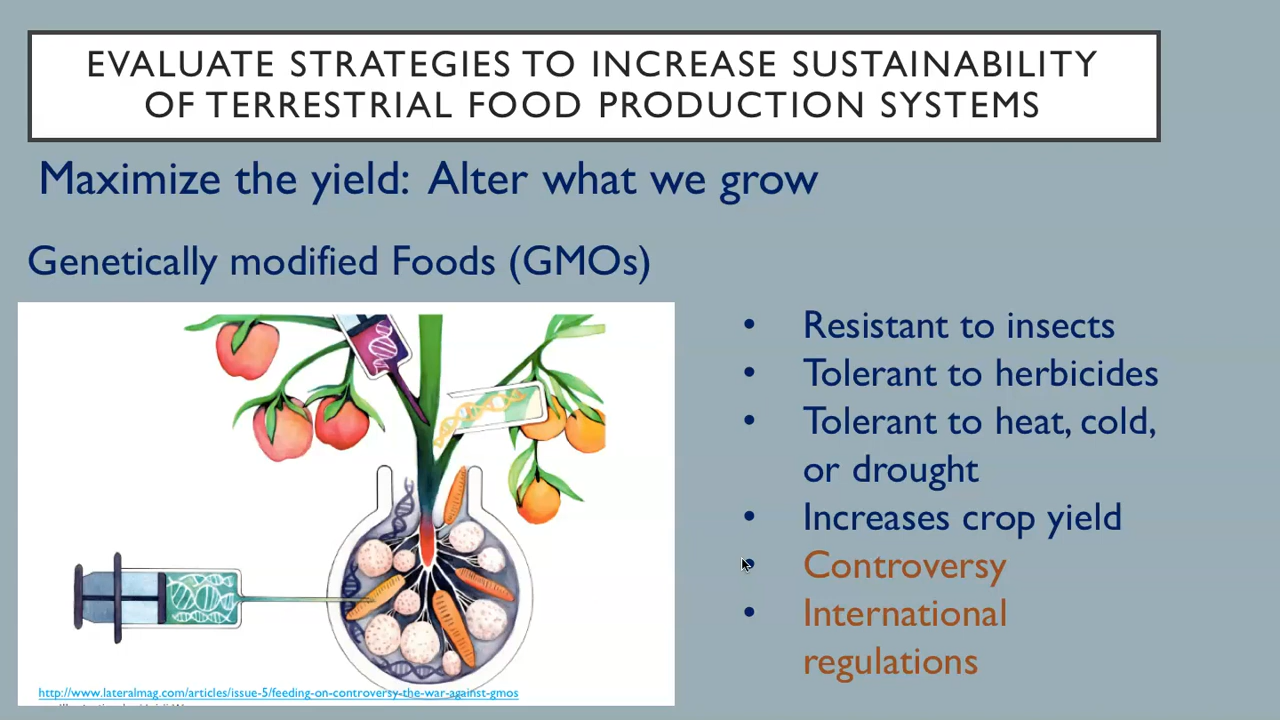 EVALUATE STRATEGIES TO INCREASE SUSTAINABILITY
OF TERRESTRIAL FOOD PRODUCTION SYSTEMS
Maximize the yield: Alter what we grow
Genetically modified Foods (GMOs)
• Resistant to insects
• Tolerant to herbicides
• Tolerant to heat, cold,
or drought
• Increases crop yield
• Controversy
• International
regulations
http://www.lateralmag.com/articles/issue-5/feeding-on-controversy-the-war-against-gmos